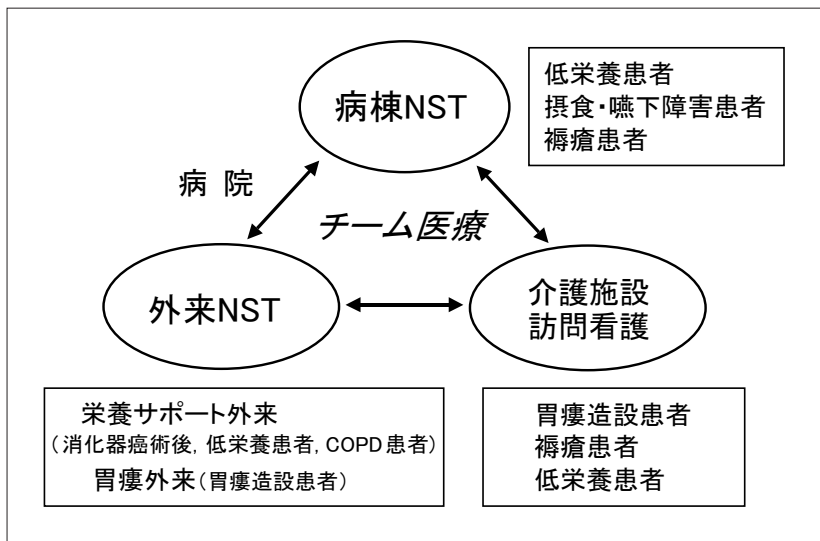 病棟NST
低栄養患者
摂食・嚥下障害患者
褥瘡患者
病 院
チーム医療
外来NST
介護施設
訪問看護
栄養サポート外来
（消化器癌術後, 低栄養患者, COPD患者）
胃瘻外来（胃瘻造設患者）
胃瘻造設患者
褥瘡患者
低栄養患者